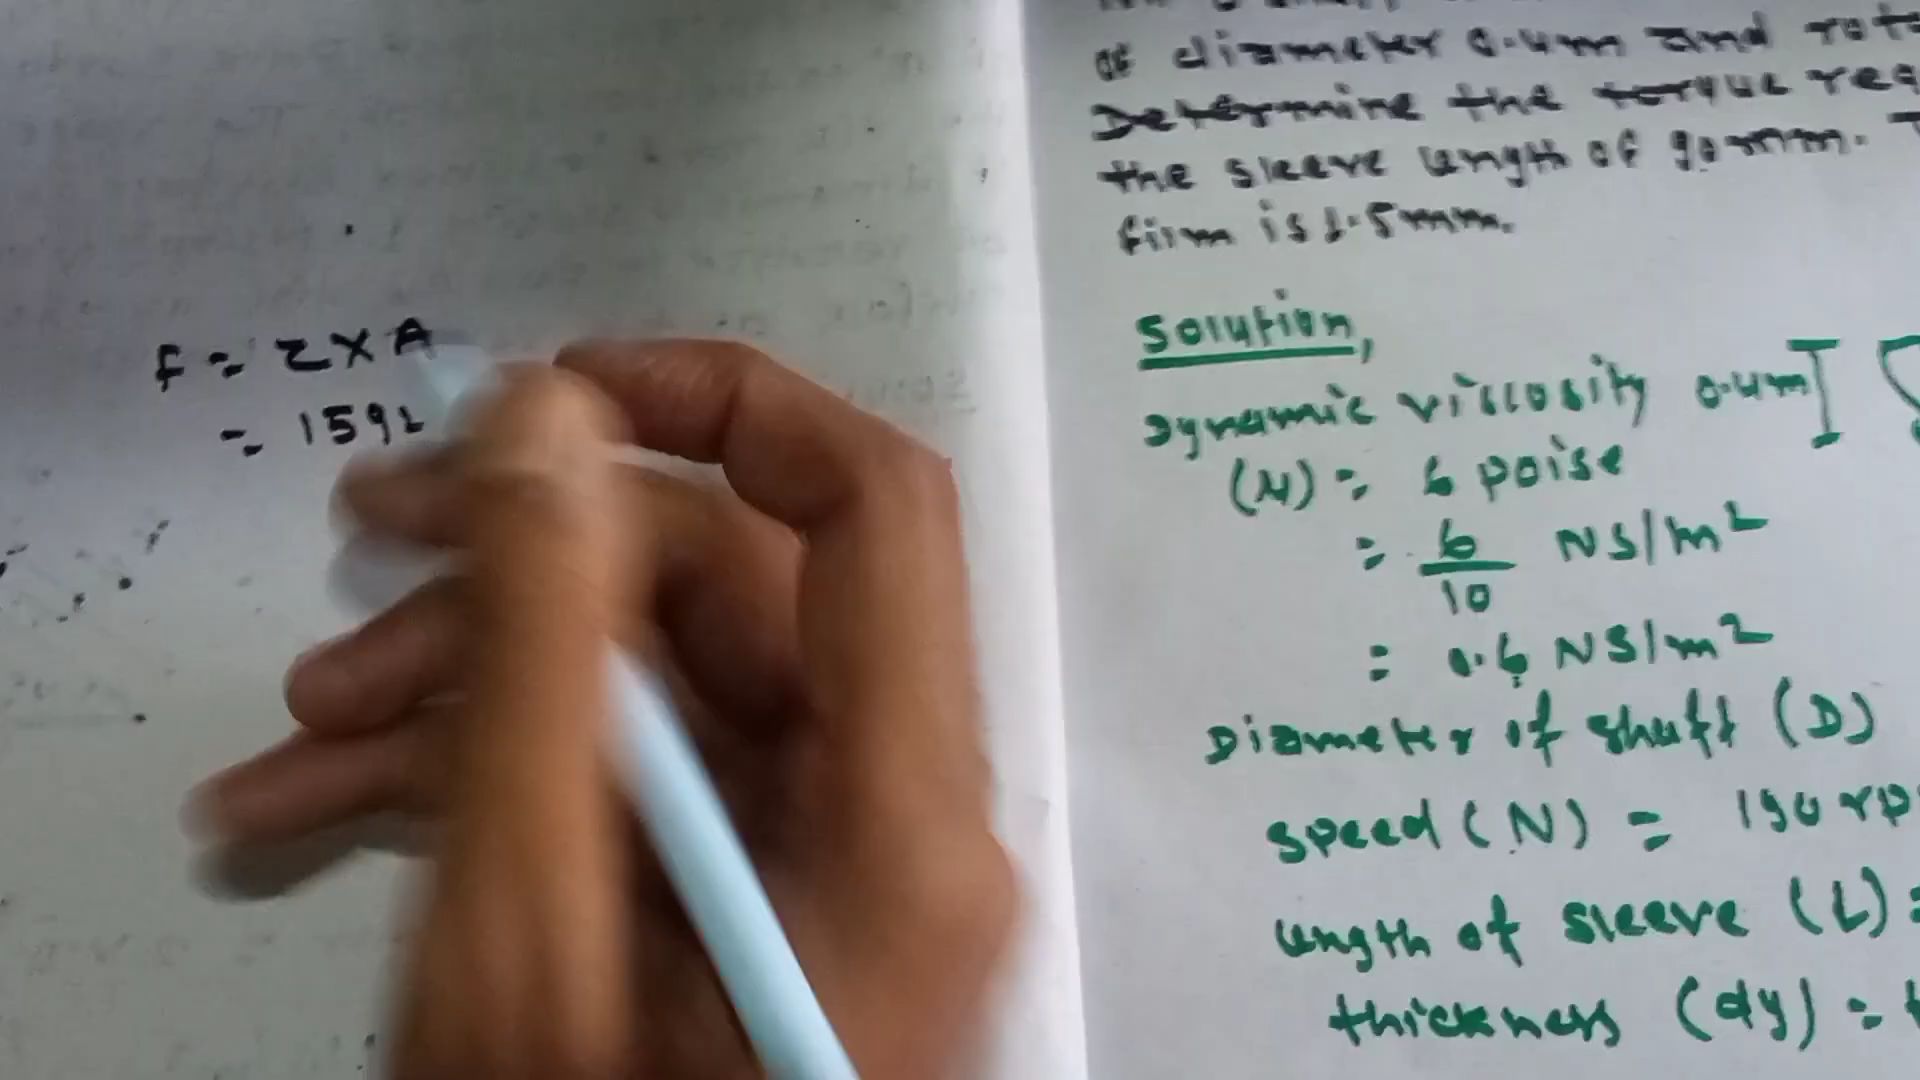 F = τ × A
= 1592
of diameter 0.4m and rot
Determine the torque req
the sleeve length of 90mm. T
film is 1.5mm.
Solution,
Dynamic viscosity 0.4m
(μ) = 6 poise
= 6/10 NS/m²
= 0.6 NS/m²
Diameter of shaft (D)
Speed (N) = 190 rp
length of sleeve (L) =
thickness (dy) =